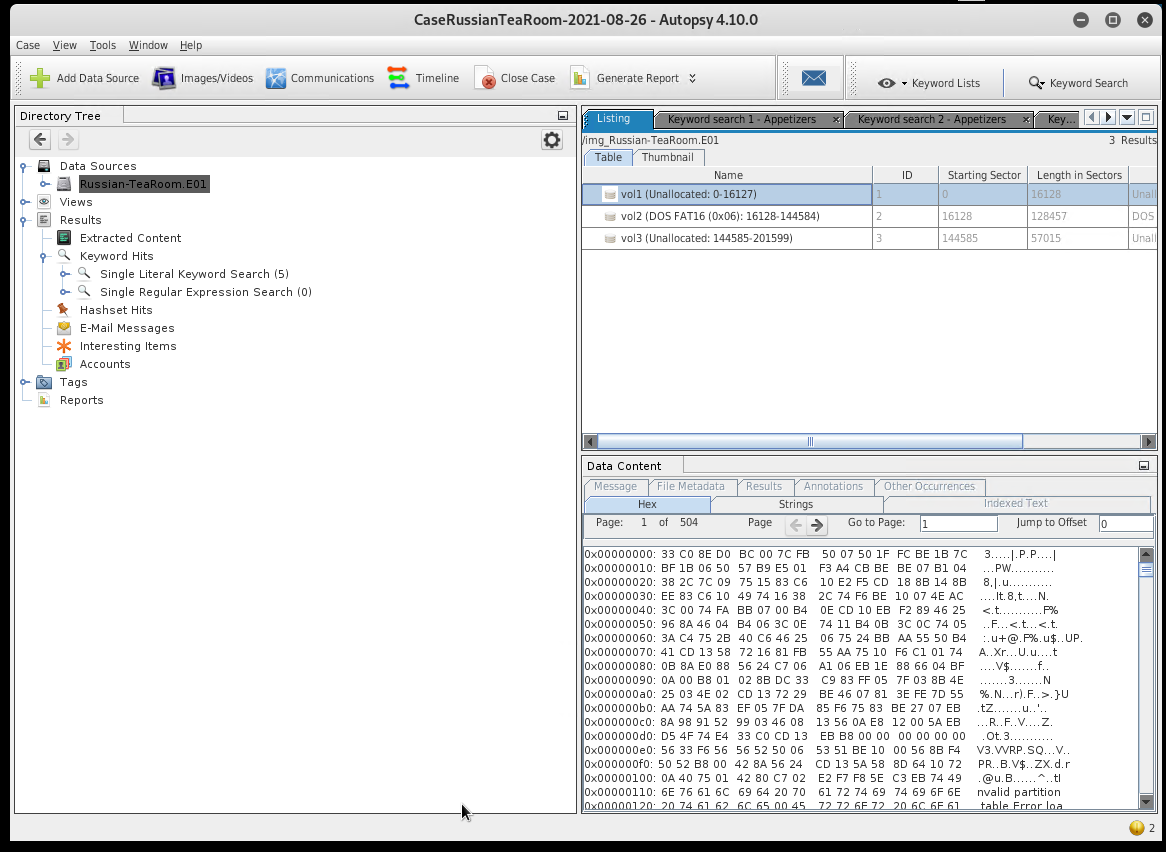 CaseRussianTeaRoom-2021-08-26 - Autopsy 4.10.0
Case View Tools Window Help
Add Data Source Images/Videos Communications Timeline Close Case Generate Report Keyword Lists Keyword Search
Directory Tree
Data Sources
Russian-TeaRoom.E01
Views
Results
Extracted Content
Keyword Hits
Single Literal Keyword Search (5)
Single Regular Expression Search (0)
Hashset Hits
E-Mail Messages
Interesting Items
Accounts
Tags
Reports
Listing Keyword search 1 - Appetizers Keyword search 2 - Appetizers Key...
/img_Russian-TeaRoom.E01 3 Results
Table Thumbnail
Name ID Starting Sector Length in Sectors
vol1 (Unallocated: 0-16127) 1 0 16128 Unall
vol2 (DOS FAT16 (0x06): 16128-144584) 2 16128 128457 DOS
vol3 (Unallocated: 144585-201599) 3 144585 57015 Unall
Data Content
Message File Metadata Results Annotations Other Occurrences
Hex Strings Indexed Text
Page: 1 of 504 Page Go to Page: 1 Jump to Offset 0
0x00000000: 33 C0 8E D0 BC 00 7C FB 50 07 50 1F FC BE 1B 7C 3.....|.P.P....|
0x00000010: BF 1B 06 50 57 B9 E5 01 F3 A4 CB BE BE 07 B1 04 ...PW..........
0x00000020: 38 2C 7C 09 75 15 83 C6 10 E2 F5 CD 18 8B 14 8B 8,|.u...........
0x00000030: EE 83 C6 10 49 74 16 38 2C 74 F6 BE 10 07 4E AC ....It.8,t....N.
0x00000040: 3C 00 74 FA BB 07 00 B4 0E CD 10 EB F2 89 46 25 <.t...........F%
0x00000050: 96 8A 46 04 B4 06 3C 0E 74 11 B4 0B 3C 0C 74 05 ..F...<.t...<.t.
0x00000060: 3A C4 75 2B 40 C6 46 25 06 75 24 BB AA 55 50 B4 :.u+@.F%.u$..UP.
0x00000070: 41 CD 13 58 72 16 81 FB 55 AA 75 10 F6 C1 01 74 A..Xr...U.u....t
0x00000080: 0B 8A E0 88 56 24 C7 06 A1 06 EB 1E 88 66 04 BF ....V$.......f..
0x00000090: 0A 00 B8 01 02 8B DC 33 C9 83 FF 05 7F 03 8B 4E .......3.......N
0x000000a0: 25 03 4E 02 CD 13 72 29 BE 46 07 81 3E FE 7D 55 %.N...r).F..>.}U
0x000000b0: AA 74 5A 83 EF 05 7F DA 85 F6 75 83 BE 27 07 EB .tZ.......u..'..
0x000000c0: 8A 98 91 52 99 03 46 08 13 56 0A E8 12 00 5A EB ...R..F..V....Z.
0x000000d0: D5 4F 74 E4 33 C0 CD 13 EB B8 00 00 00 00 00 00 .Ot.3...........
0x000000e0: 56 33 F6 56 56 52 50 06 53 51 BE 10 00 56 8B F4 V3.VVRP.SQ...V..
0x000000f0: 50 52 B8 00 42 8A 56 24 CD 13 5A 58 8D 64 10 72 PR..B.V$..ZX.d.r
0x00000100: 0A 40 75 01 42 80 C7 02 E2 F7 F8 5E C3 EB 74 49 .@u.B......^..tI
0x00000110: 6E 76 61 6C 69 64 20 70 61 72 74 69 74 69 6F 6E nvalid partition
0x00000120: 20 74 61 62 6C 65 00 45 72 72 6F 72 20 6C 6F 61 table.Error loa
2